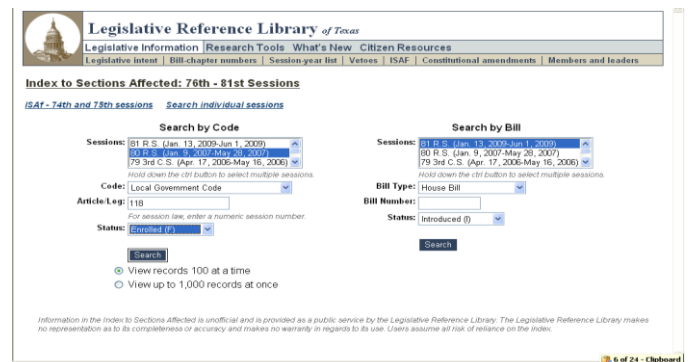 Legislative Reference Library of Texas
Legislative Information Research Tools What's New Citizen Resources
Legislative intent | Bill-chapter numbers | Session-year list | Vetoes | ISAF | Constitutional amendments | Members and leaders
Index to Sections Affected: 76th - 81st Sessions
ISAf - 74th and 75th sessions Search individual sessions
Search by Code
Sessions: 81 R.S. (Jan. 13, 2009-Jun 1, 2009)
80 R.S. (Jan. 9, 2007-May 28, 2007)
79 3rd C.S. (Apr. 17, 2006-May 16, 2006)
Hold down the ctrl button to select multiple sessions.
Code: Local Government Code
Article/Leg: 118
For session law, enter a numeric session number.
Status: Enrolled (F)
Search
View records 100 at a time
View up to 1,000 records at once
Search by Bill
Sessions: 81 R.S. (Jan. 13, 2009-Jun 1, 2009)
80 R.S. (Jan. 9, 2007-May 28, 2007)
79 3rd C.S. (Apr. 17, 2006-May 16, 2006)
Hold down the ctrl button to select multiple sessions.
Bill Type: House Bill
Bill Number:
Status: Introduced (I)
Search
Information in the Index to Sections Affected is unofficial and is provided as a public service by the Legislative Reference Library. The Legislative Reference Library makes
no representation as to its completeness or accuracy and makes no warranty in regards to its use. Users assume all risk of reliance on the index.
6 of 24 - Clipboard